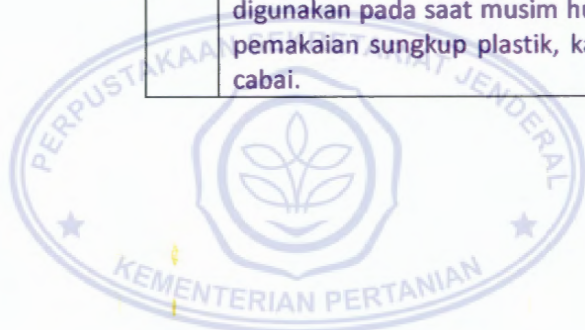 digunakan pada saat musim hu
pemakaian sungkup plastik, ka
cabai.
PERPUSTAKAAN SEKRETARIAT JENDERAL
KEMENTERIAN PERTANIAN